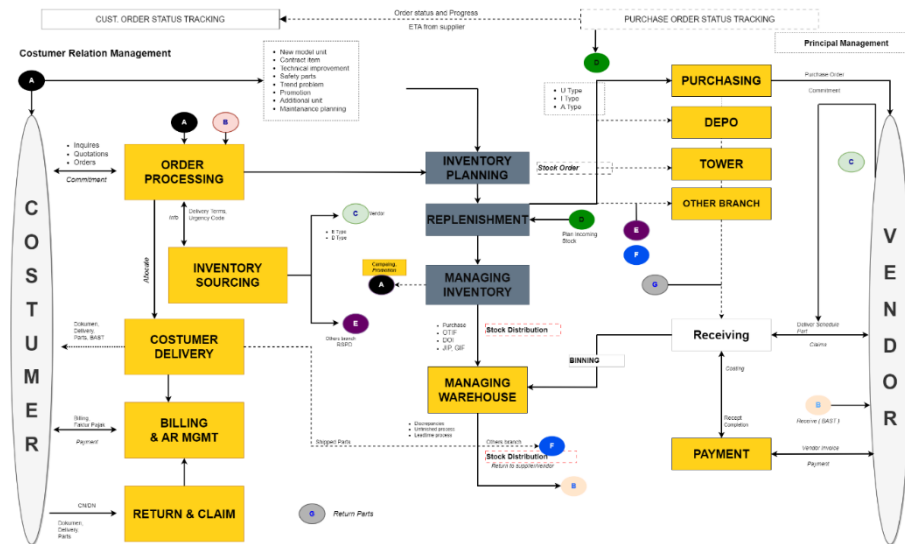 CUST. ORDER STATUS TRACKING
Order status and Progress
ETA from supplier
PURCHASE ORDER STATUS TRACKING
Costumer Relation Management
Principal Management
A
New model unit
Contract item
Technical improvement
Safety parts
Trend problem
Promotion
Additional unit
Maintanance planning
D
U Type
I Type
A Type
PURCHASING
Purchase Order
Commitment
DEPO
TOWER
OTHER BRANCH
A
B
Inquires
Quotations
Orders
Commitment
ORDER
PROCESSING
INVENTORY
PLANNING
Stock Order
C
Info
Delivery Terms,
Urgency Code
C
Vendor
E Type
D Type
REPLENISHMENT
D
Plan Incoming
Stock
E
F
INVENTORY
SOURCING
Allocate
Campaing,
Promotion
A
MANAGING
INVENTORY
G
COSTUMER
VENDOR
E
Others branch
COSTUMER
DELIVERY
Dokumen,
Delivery,
Parts, BAST
Purchase
OTIF
DOI
JIP, GIF
Stock Distribution
BINNING
Receiving
Deliver Schedule
Part
Claims
Costing
MANAGING
WAREHOUSE
B
Receive ( BAST )
BILLING
& AR MGMT
Billing,
Faktur Pajak
Payment
Discrepancies
Unfinished process
Leadtime process
Shipped Parts
Others branch
F
Stock Distribution
Return to supplier/vendor
B
Recept
Completion
PAYMENT
Vendor Invoice
Payment
RETURN & CLAIM
CN/DN
Dokumen,
Delivery,
Parts
G
Return Parts